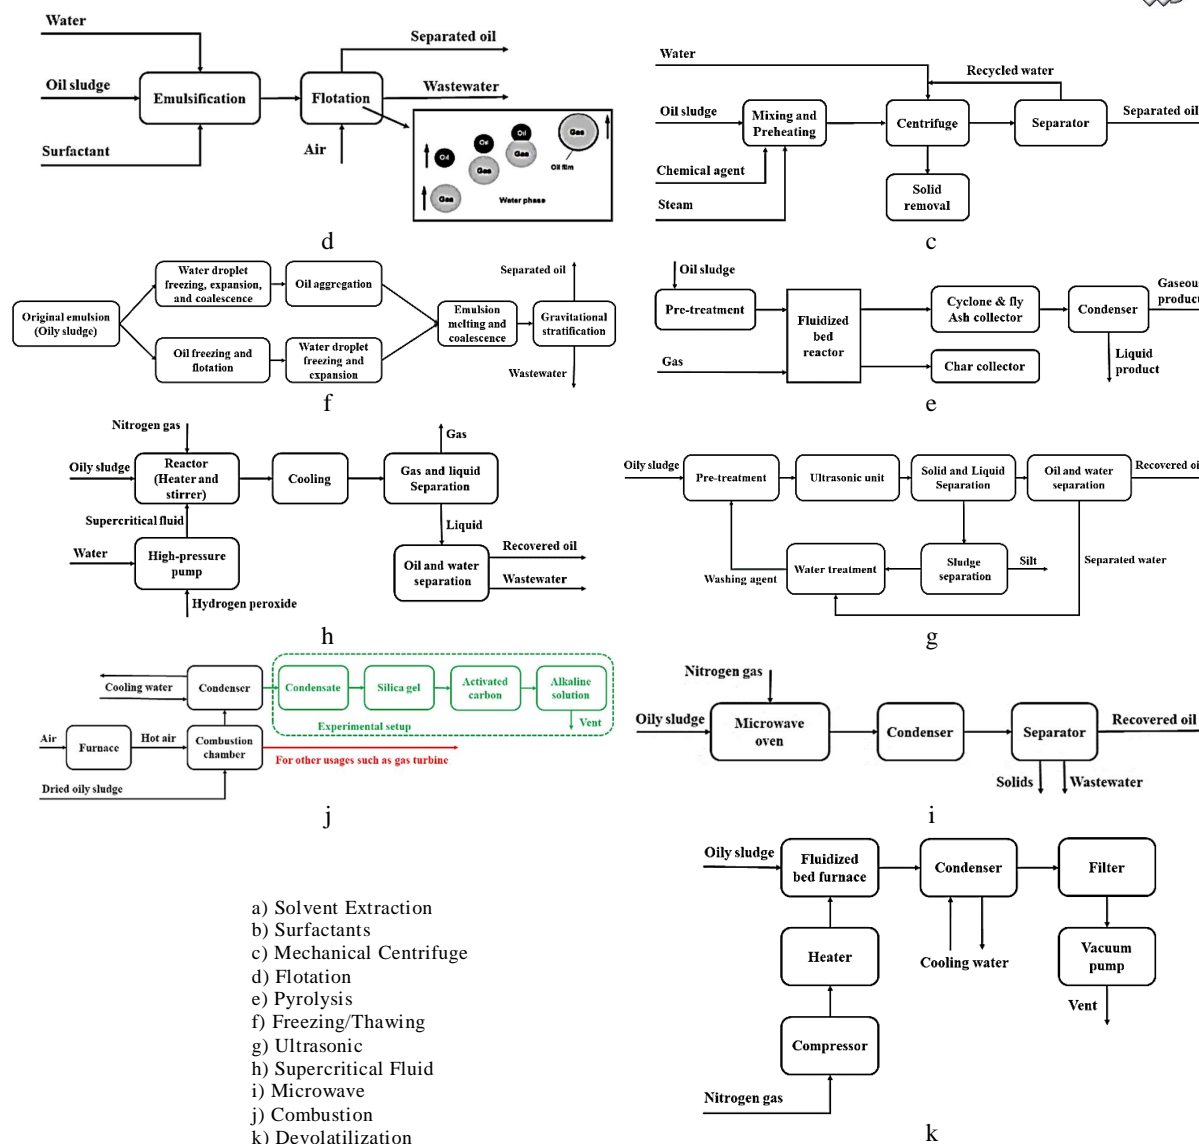 Water
Oil sludge
Surfactant
Emulsification
Flotation
Air
Separated oil
Wastewater
Oil
Gas
Oil
Gas
Oil
Gas
Gas
Oil film
Water phase
d
Water
Oil sludge
Chemical agent
Steam
Mixing and
Preheating
Centrifuge
Solid
removal
Recycled water
Separator
Separated oil
c
Original emulsion
(Oily sludge)
Water droplet
freezing, expansion,
and coalescence
Oil aggregation
Oil freezing and
flotation
Water droplet
freezing and
expansion
Emulsion
melting and
coalescence
Separated oil
Gravitational
stratification
Wastewater
f
Oil sludge
Pre-treatment
Gas
Fluidized
bed
reactor
Cyclone & fly
Ash collector
Char collector
Condenser
Gaseous
product
Liquid
product
e
Nitrogen gas
Oily sludge
Reactor
(Heater and
stirrer)
Supercritical fluid
Water
High-pressure
pump
Hydrogen peroxide
Cooling
Gas
Gas and liquid
Separation
Liquid
Oil and water
separation
Recovered oil
Wastewater
h
Oily sludge
Pre-treatment
Ultrasonic unit
Solid and Liquid
Separation
Oil and water
separation
Recovered oi
Washing agent
Water treatment
Sludge
separation
Silt
Separated water
g
Cooling water
Condenser
Condensate
Silica gel
Activated
carbon
Alkaline
solution
Experimental setup
Vent
Air
Furnace
Hot air
Combustion
chamber
For other usages such as gas turbine
Dried oily sludge
j
Nitrogen gas
Oily sludge
Microwave
oven
Condenser
Separator
Recovered oil
Solids
Wastewater
i
Oily sludge
Fluidized
bed furnace
Condenser
Filter
Heater
Cooling water
Vacuum
pump
Vent
Compressor
Nitrogen gas
k
a) Solvent Extraction
b) Surfactants
c) Mechanical Centrifuge
d) Flotation
e) Pyrolysis
f) Freezing/Thawing
g) Ultrasonic
h) Supercritical Fluid
i) Microwave
j) Combustion
k) Devolatilization